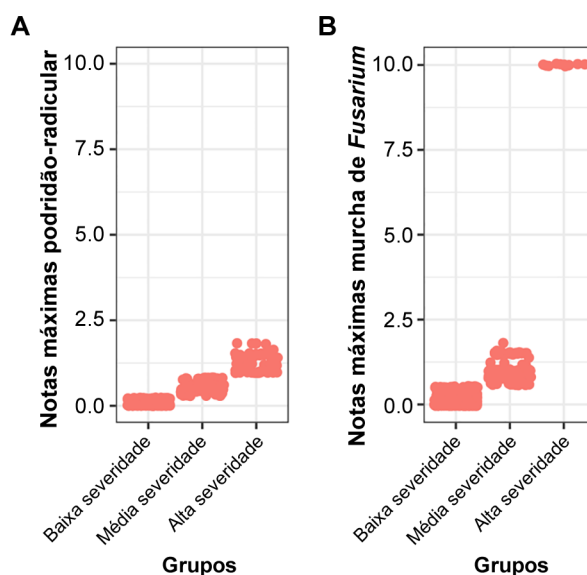 A
Notas máximas podridão-radicular
10.0
7.5
5.0
2.5
0.0
Baixa severidade
Média severidade
Alta severidade
Grupos
B
Notas máximas murcha de Fusarium
10.0
7.5
5.0
2.5
0.0
Baixa severidade
Média severidade
Alta severidade
Grupos